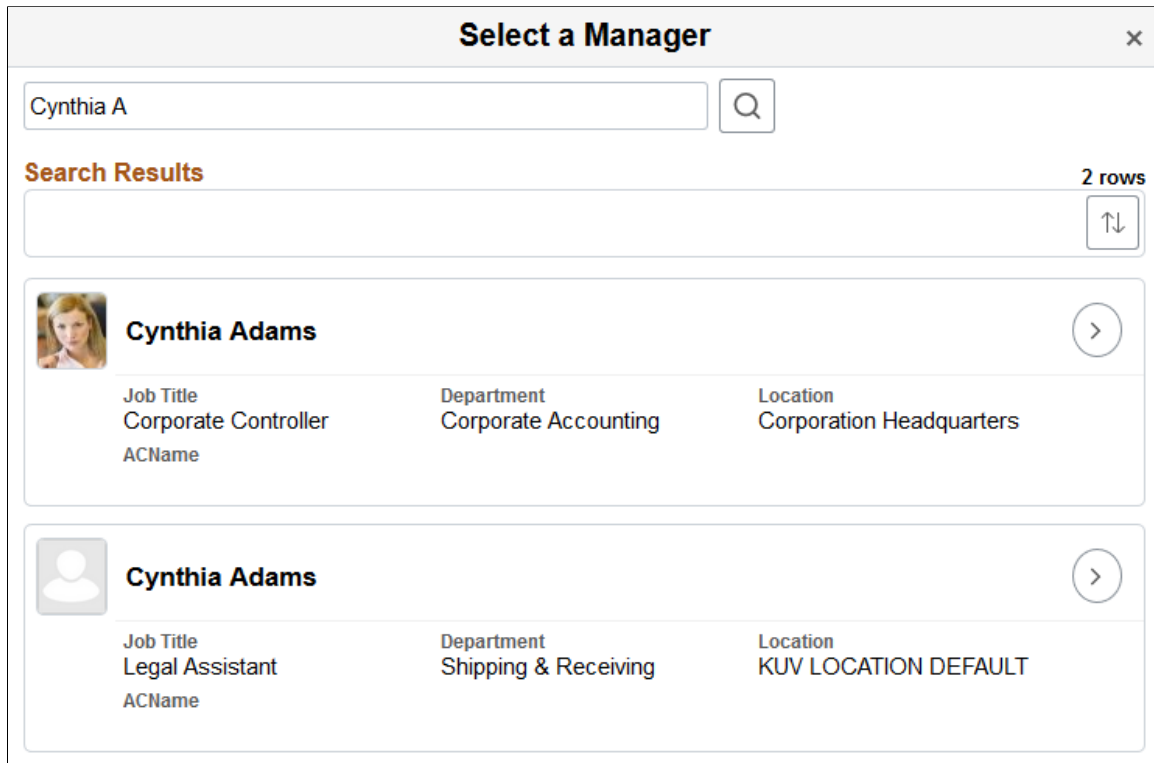 Select a Manager ×
Cynthia A
Search Results
2 rows
Cynthia Adams
Job Title Department Location
Corporate Controller Corporate Accounting Corporation Headquarters
ACName
Cynthia Adams
Job Title Department Location
Legal Assistant Shipping & Receiving KUV LOCATION DEFAULT
ACName